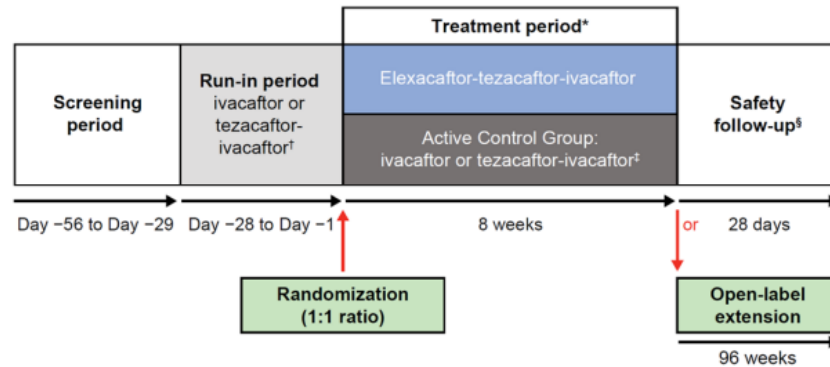 Treatment period*
Screening
period
Run-in period
ivacaftor or
tezacaftor-
ivacaftor†
Elexacaftor-tezacaftor-ivacaftor
Active Control Group:
ivacaftor or tezacaftor-ivacaftor‡
Safety
follow-up§
Day −56 to Day −29
Day −28 to Day −1
8 weeks
or
28 days
Randomization
(1:1 ratio)
Open-label
extension
96 weeks